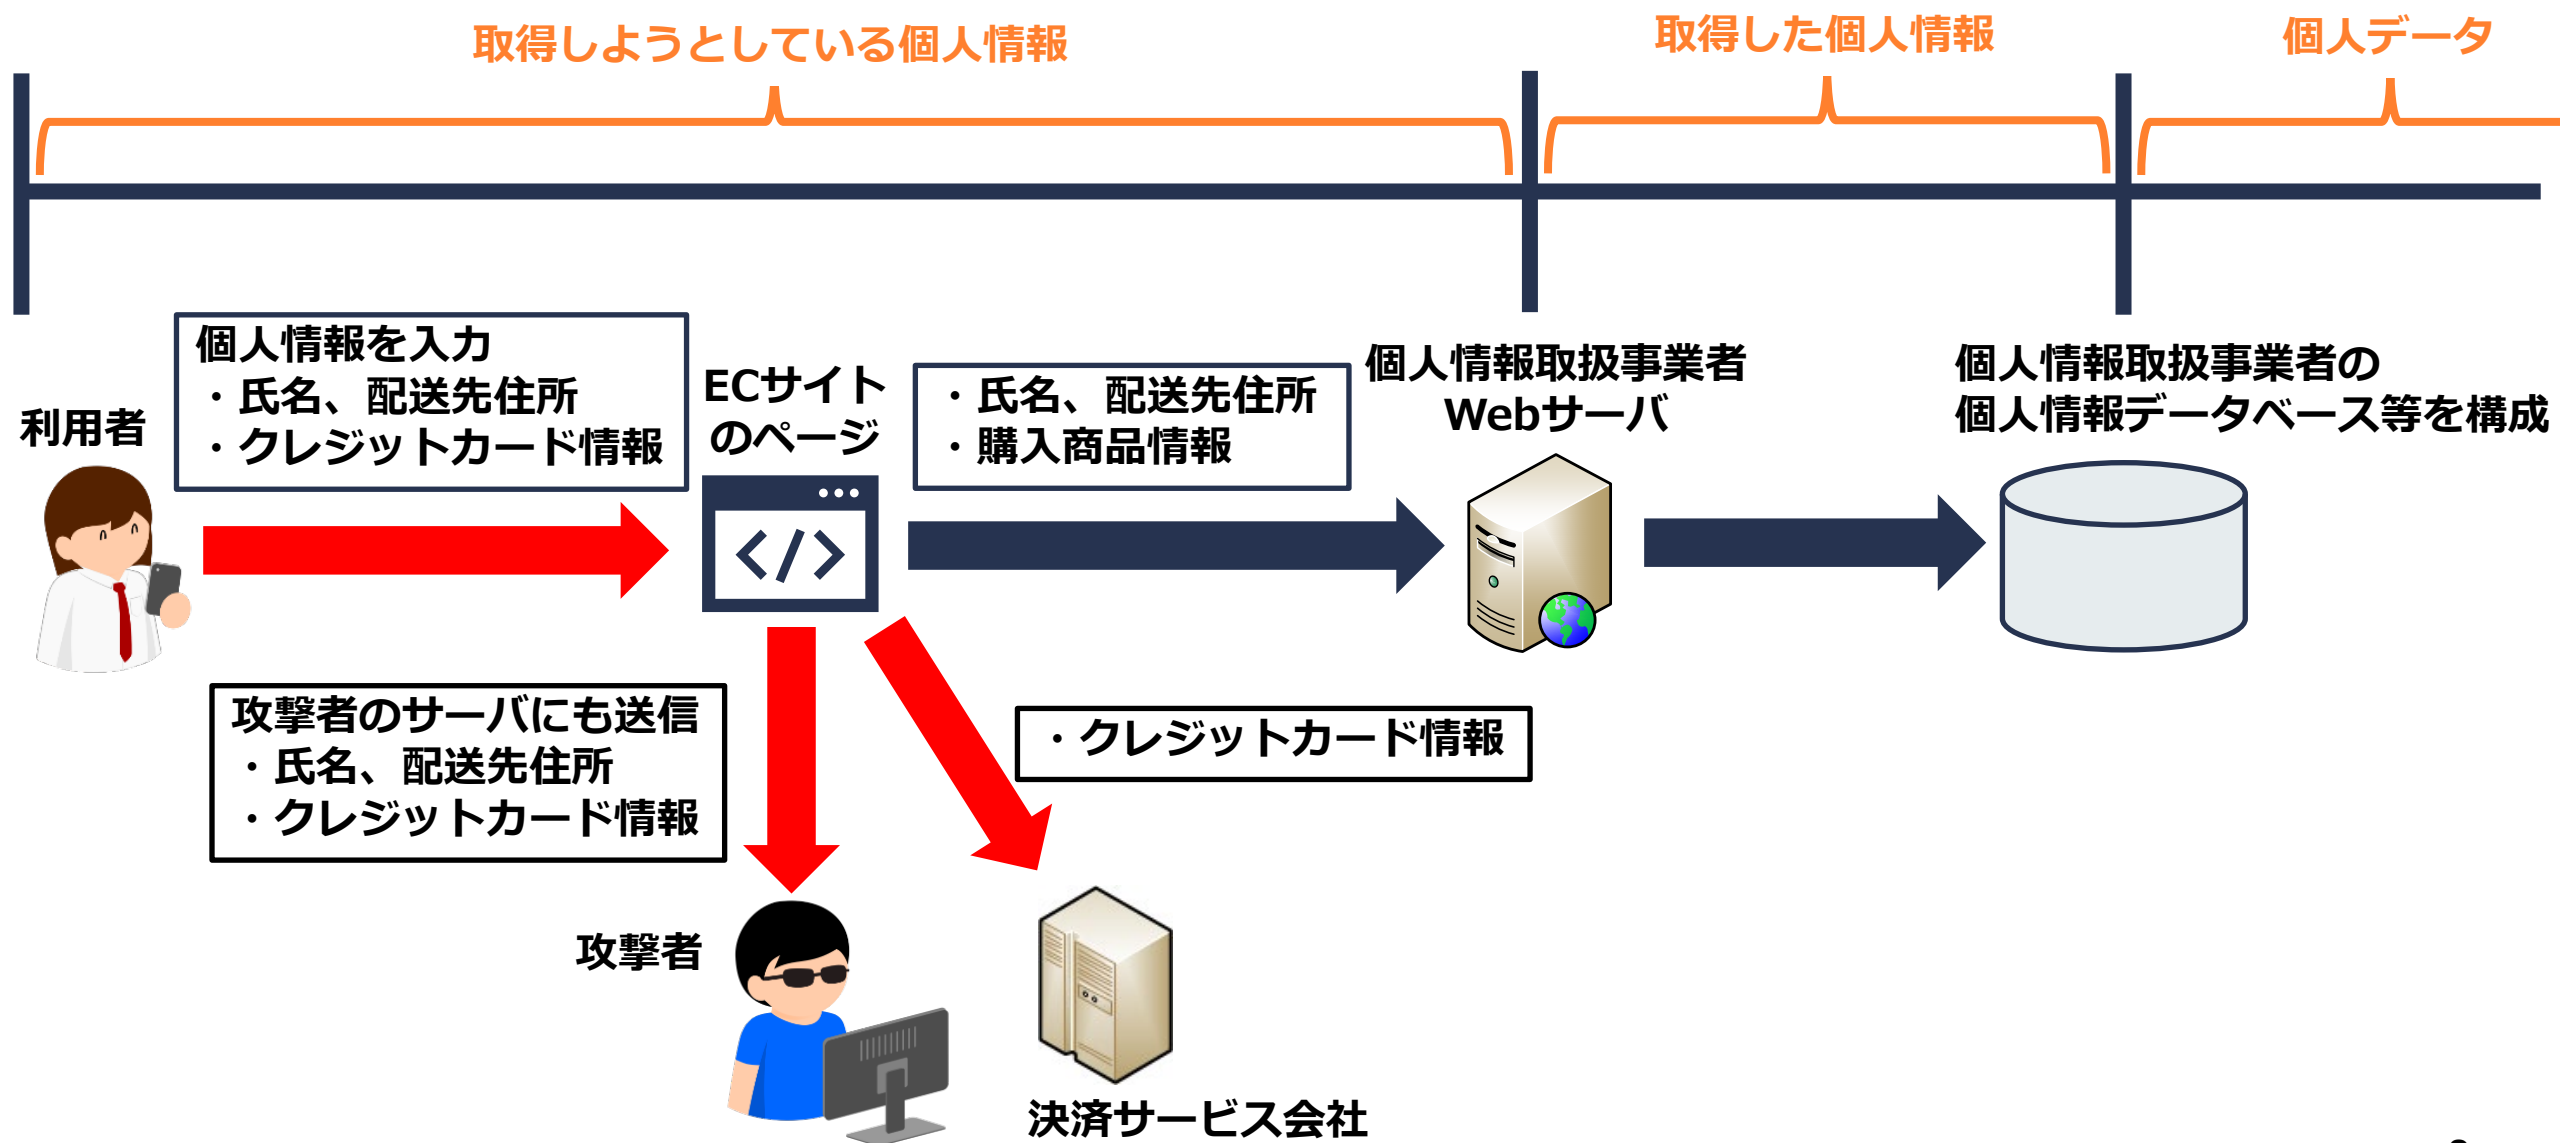 取得しようとしている個人情報
取得した個人情報
個人データ
利用者
個人情報を入力
・氏名、配送先住所
・クレジットカード情報
ECサイト
のページ
・氏名、配送先住所
・購入商品情報
個人情報取扱事業者
Webサーバ
個人情報取扱事業者の
個人情報データベース等を構成
</>
攻撃者のサーバにも送信
・氏名、配送先住所
・クレジットカード情報
・クレジットカード情報
攻撃者
決済サービス会社